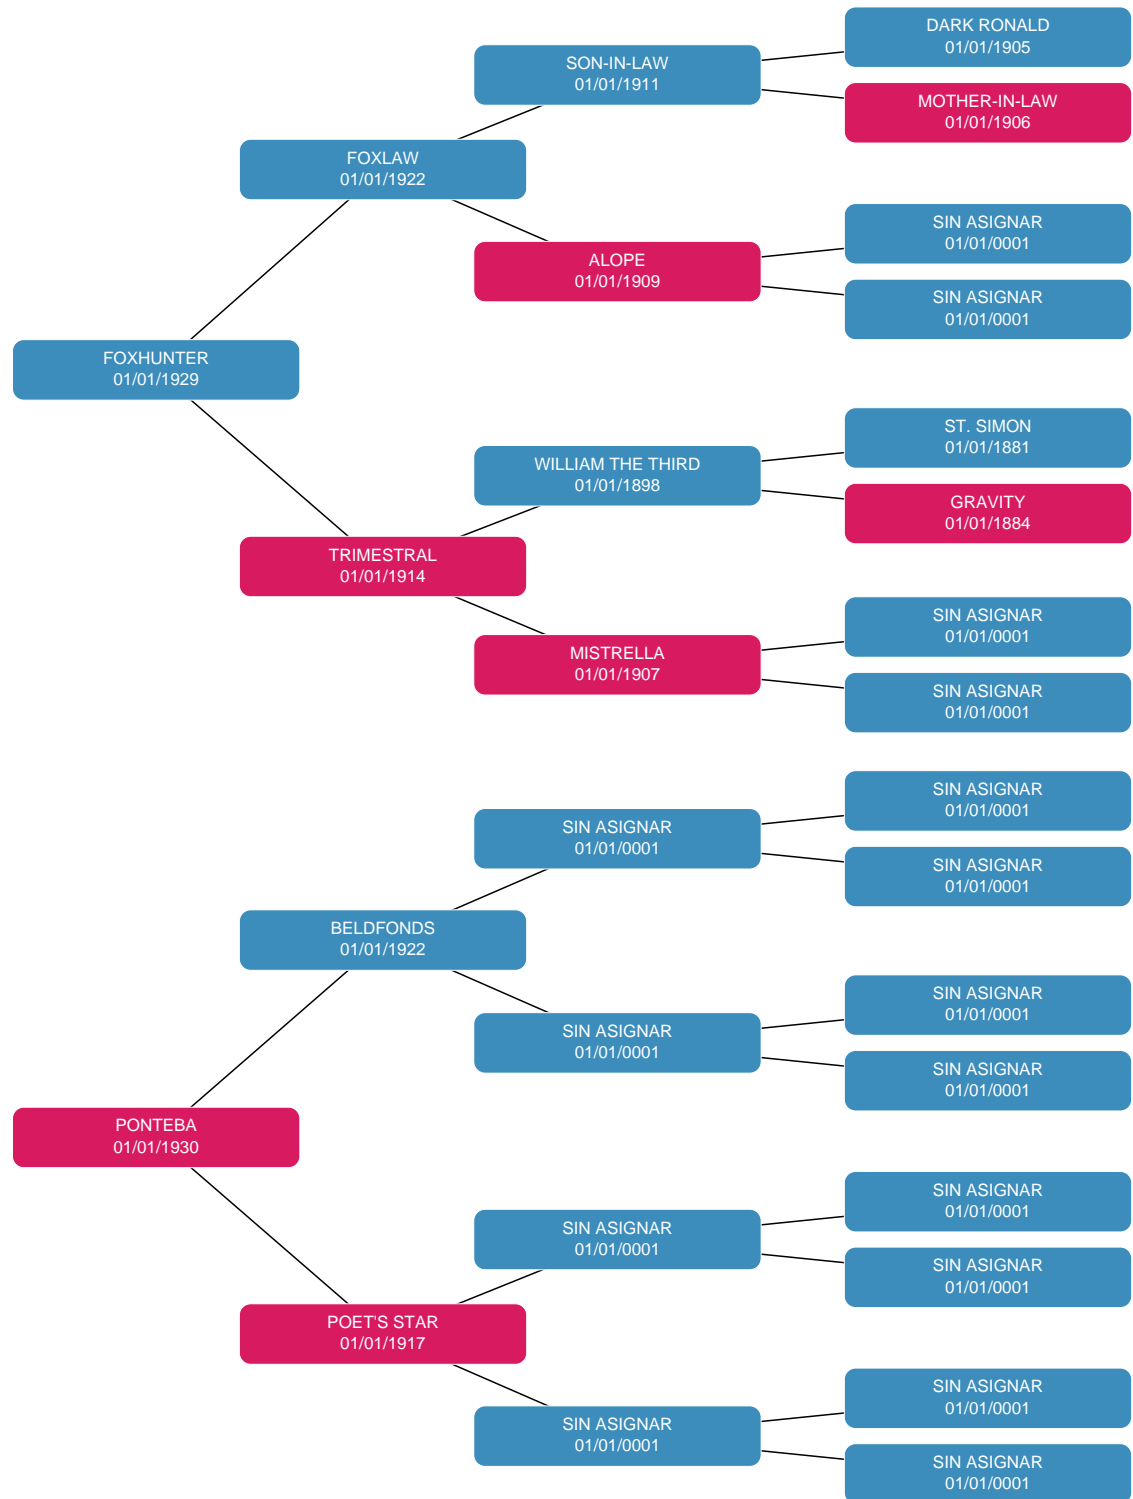 DARK RONALD
01/01/1905
SON-IN-LAW
01/01/1911
MOTHER-IN-LAW
01/01/1906
FOXLAW
01/01/1922
SIN ASIGNAR
01/01/0001
ALOPE
01/01/1909
SIN ASIGNAR
01/01/0001
FOXHUNTER
01/01/1929
ST. SIMON
01/01/1881
WILLIAM THE THIRD
01/01/1898
GRAVITY
01/01/1884
TRIMESTRAL
01/01/1914
SIN ASIGNAR
01/01/0001
MISTRELLA
01/01/1907
SIN ASIGNAR
01/01/0001
SIN ASIGNAR
01/01/0001
SIN ASIGNAR
01/01/0001
SIN ASIGNAR
01/01/0001
BELDFONDS
01/01/1922
SIN ASIGNAR
01/01/0001
SIN ASIGNAR
01/01/0001
SIN ASIGNAR
01/01/0001
PONTEBA
01/01/1930
SIN ASIGNAR
01/01/0001
SIN ASIGNAR
01/01/0001
SIN ASIGNAR
01/01/0001
POET'S STAR
01/01/1917
SIN ASIGNAR
01/01/0001
SIN ASIGNAR
01/01/0001
SIN ASIGNAR
01/01/0001